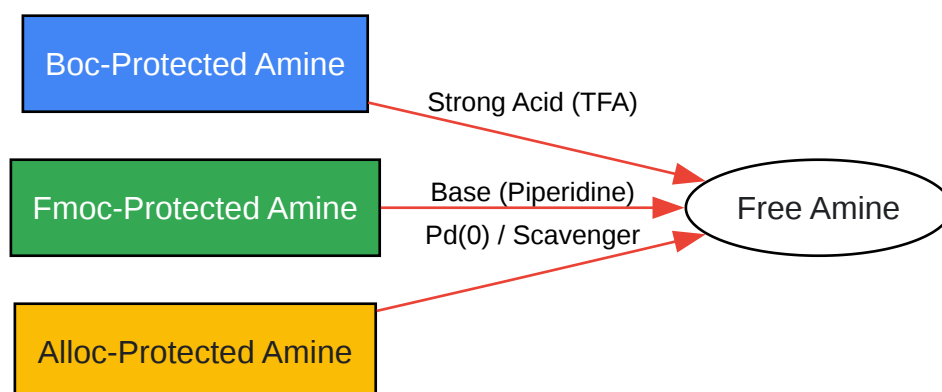 Boc-Protected Amine
Strong Acid (TFA)
Fmoc-Protected Amine
Base (Piperidine)
Free Amine
Pd(0) / Scavenger
Alloc-Protected Amine